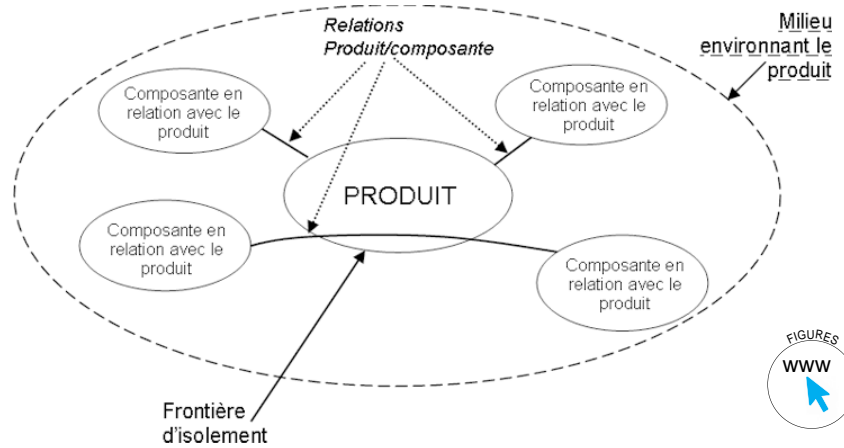 Relations
Produit/composante
Milieu
environnant le
produit
Composante en
relation avec le
produit
Composante en
relation avec le
produit
PRODUIT
Composante en
relation avec le
produit
Composante en
relation avec le
produit
FIGURES
www
Frontière
d'isolement